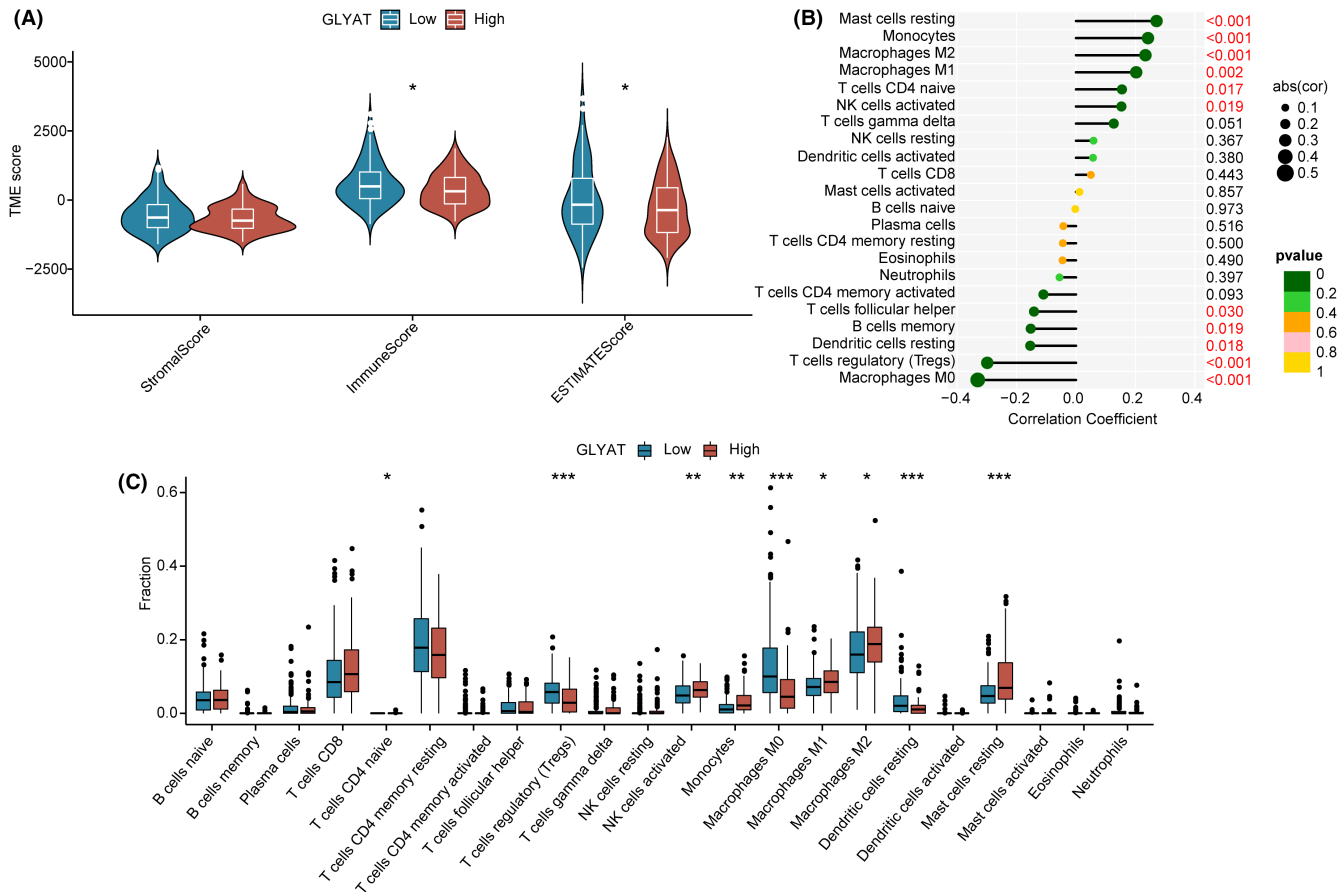 (A)
GLYAT Low High
TME score
5000
2500
0
−2500
* *
StromalScore
ImmuneScore
ESTIMATEScore
(B)
Mast cells resting <0.001
Monocytes <0.001
Macrophages M2 <0.001
Macrophages M1 0.002
T cells CD4 naive 0.017
NK cells activated 0.019
T cells gamma delta 0.051
NK cells resting 0.367
Dendritic cells activated 0.380
T cells CD8 0.443
Mast cells activated 0.857
B cells naive 0.973
Plasma cells 0.516
T cells CD4 memory resting 0.500
Eosinophils 0.490
Neutrophils 0.397
T cells CD4 memory activated 0.093
T cells follicular helper 0.030
B cells memory 0.019
Dendritic cells resting 0.018
T cells regulatory (Tregs) <0.001
Macrophages M0 <0.001
−0.4 −0.2 0.0 0.2 0.4
Correlation Coefficient
abs(cor)
0.1
0.2
0.3
0.4
0.5
pvalue
0
0.2
0.4
0.6
0.8
1
GLYAT Low High
(C)
* *** ** ** *** * * *** ***
Fraction
0.6
0.4
0.2
0.0
B cells naive
B cells memory
Plasma cells
T cells CD8
T cells CD4 naive
T cells CD4 memory resting
T cells CD4 memory activated
T cells follicular helper
T cells regulatory (Tregs)
T cells gamma delta
NK cells resting
NK cells activated
Monocytes
Macrophages M0
Macrophages M1
Macrophages M2
Dendritic cells resting
Dendritic cells activated
Mast cells resting
Mast cells activated
Eosinophils
Neutrophils